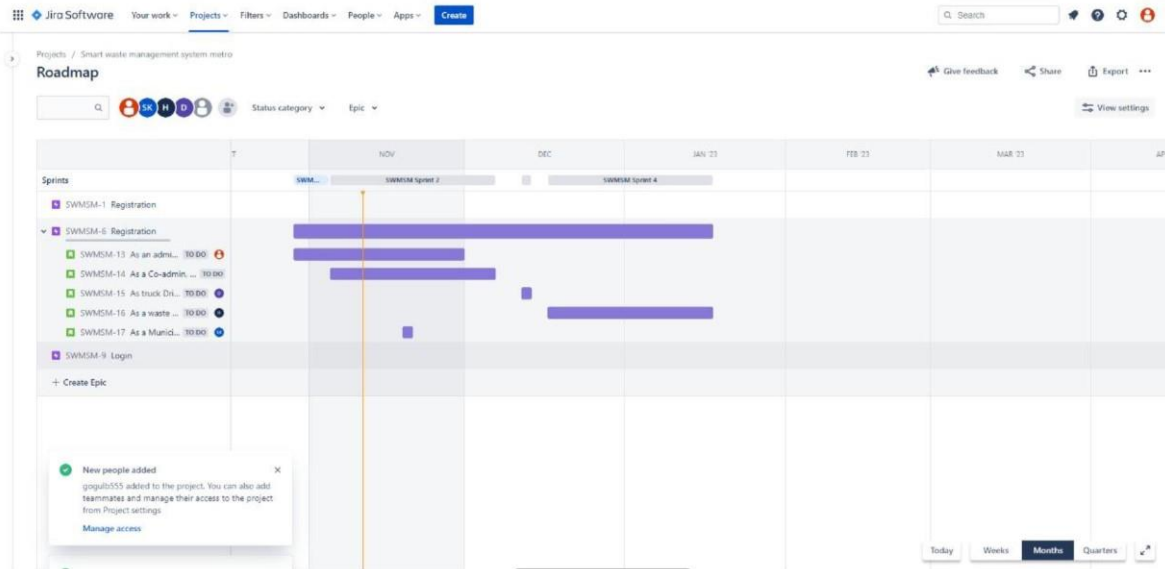 Jira Software Your work Projects Filters Dashboards People Apps Create Search
Projects / Smart waste management system metro
Roadmap
Give feedback Share Export
SK H D Status category Epic View settings
T NOV DEC JAN '23 FEB '23 MAR '23 AP
Sprints SWM... SWMSM Sprint 2 SWMSM Sprint 4
SWMSM-1 Registration
SWMSM-6 Registration
SWMSM-13 As an admi... TO DO
SWMSM-14 As a Co-admin. ... TO DO
SWMSM-15 As truck Dri... TO DO
SWMSM-16 As a waste ... TO DO
SWMSM-17 As a Munici... TO DO
SWMSM-9 Login
+ Create Epic
New people added
gogulb555 added to the project. You can also add
teammates and manage their access to the project
from Project settings
Manage access
Today Weeks Months Quarters